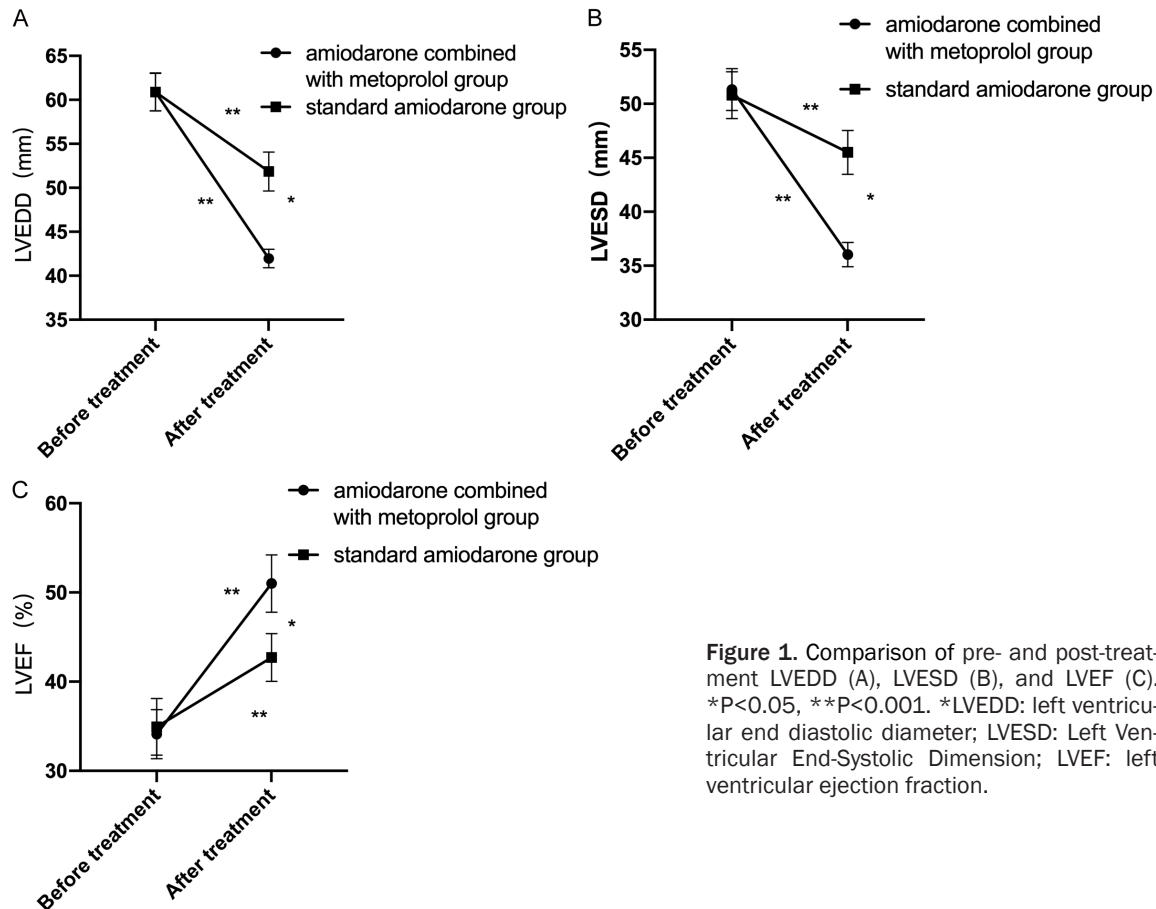 A
amiodarone combined
with metoprolol group
standard amiodarone group
LVEDD (mm)
65
60
55
50
45
40
35
**
**
*
Before treatment
After treatment
B
amiodarone combined
with metoprolol group
standard amiodarone group
LVESD (mm)
55
50
45
40
35
30
**
**
*
Before treatment
After treatment
C
amiodarone combined
with metoprolol group
standard amiodarone group
LVEF (%)
60
50
40
30
**
*
**
Before treatment
After treatment
Figure 1. Comparison of pre- and post-treat-
ment LVEDD (A), LVESD (B), and LVEF (C).
*P<0.05, **P<0.001. *LVEDD: left ventricu-
lar end diastolic diameter; LVESD: Left Ven-
tricular End-Systolic Dimension; LVEF: left
ventricular ejection fraction.